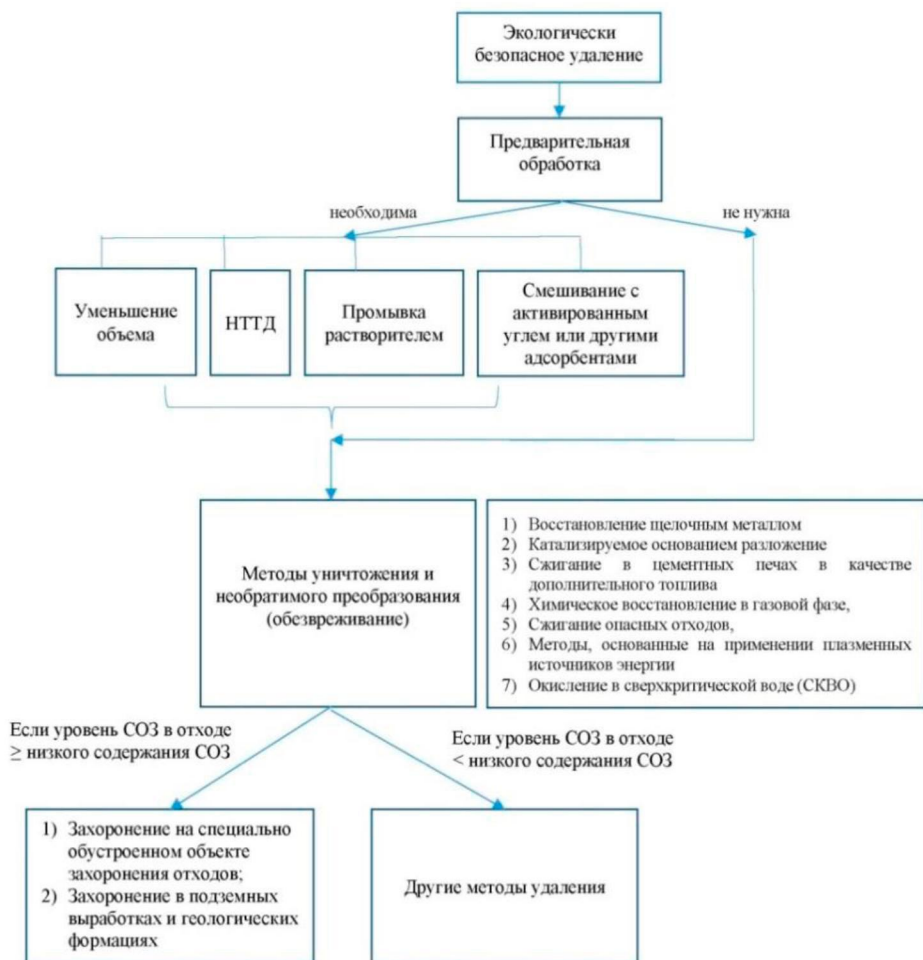 Экологически
безопасное удаление
Предварительная
обработка
необходима
не нужна
Уменьшение
объема
НТТД
Промывка
растворителем
Смешивание с
активированным
углем или другими
адсорбентами
Методы уничтожения и
необратимого преобразования
(обезвреживание)
1) Восстановление щелочным металлом
2) Катализируемое основанием разложение
3) Сжигание в цементных печах в качестве
дополнительного топлива
4) Химическое восстановление в газовой фазе,
5) Сжигание опасных отходов,
6) Методы, основанные на применении плазменных
источников энергии
7) Окисление в сверхкритической воде (СКВО)
Если уровень СОЗ в отходе
≥ низкого содержания СОЗ
Если уровень СОЗ в отходе
< низкого содержания СОЗ
1) Захоронение на специально
обустроенном объекте
захоронения отходов;
2) Захоронение в подземных
выработках и геологических
формациях
Другие методы удаления